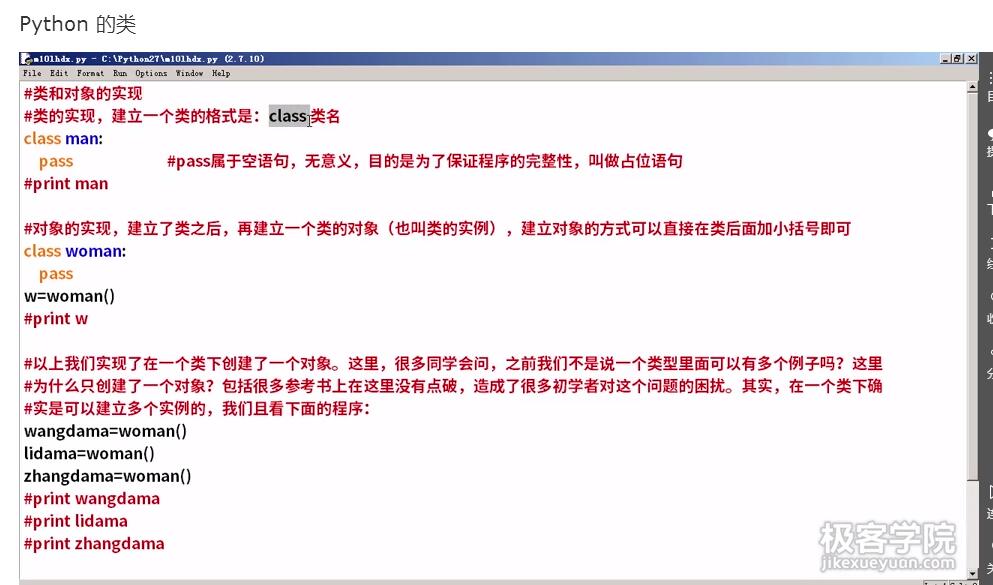 Python 的类
m10lhdx.py - C:\Python27\m10lhdx.py (2.7.10)
File Edit Format Run Options Window Help
#类和对象的实现
#类的实现，建立一个类的格式是：class 类名
class man:
    pass                #pass属于空语句，无意义，目的是为了保证程序的完整性，叫做占位语句
#print man
#对象的实现，建立了类之后，再建立一个类的对象（也叫类的实例），建立对象的方式可以直接在类后面加小括号即可
class woman:
    pass
w=woman()
#print w
#以上我们实现了在一个类下创建了一个对象。这里，很多同学会问，之前我们不是说一个类型里面可以有多个例子吗？这里
#为什么只创建了一个对象？包括很多参考书上在这里没有点破，造成了很多初学者对这个问题的困扰。其实，在一个类下确
#实是可以建立多个实例的，我们且看下面的程序：
wangdama=woman()
lidama=woman()
zhangdama=woman()
#print wangdama
#print lidama
#print zhangdama
极客学院
jikexueyuan.com